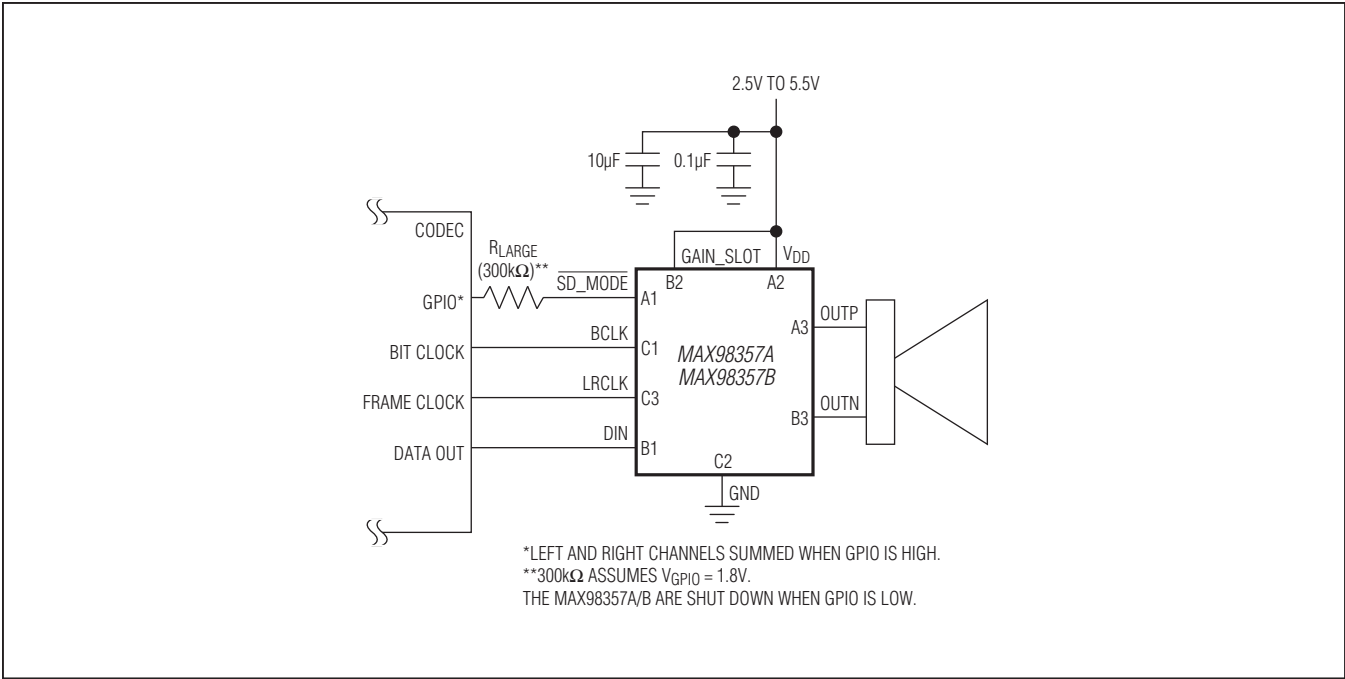 2.5V TO 5.5V
10µF
0.1µF
CODEC
RLARGE
(300kΩ)**
SD_MODE
GAIN_SLOT
VDD
B2
A2
GPIO*
A1
OUTP
A3
BIT CLOCK
BCLK
C1
MAX98357A
MAX98357B
FRAME CLOCK
LRCLK
C3
OUTN
B3
DATA OUT
DIN
B1
C2
GND
*LEFT AND RIGHT CHANNELS SUMMED WHEN GPIO IS HIGH.
**300kΩ ASSUMES VGPIO = 1.8V.
THE MAX98357A/B ARE SHUT DOWN WHEN GPIO IS LOW.